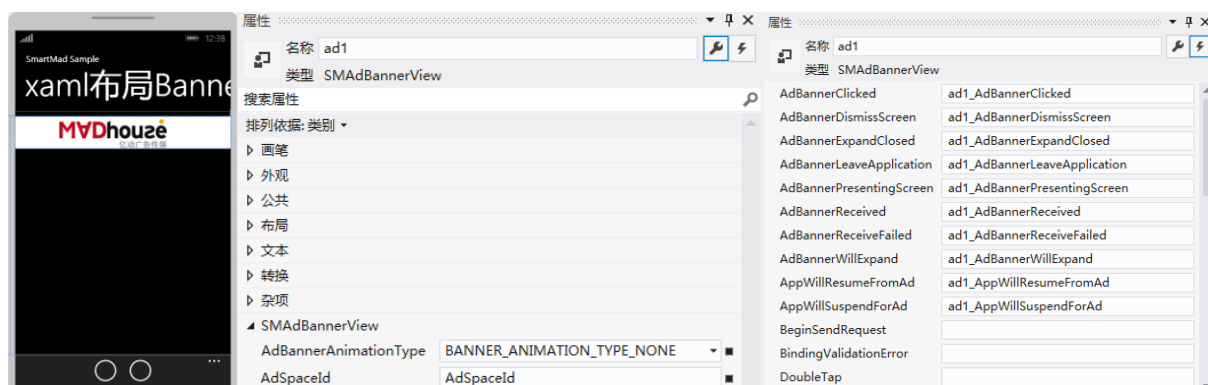 12:38
SmartMad Sample
xaml布局Banne
MADhouse
亿动广告传媒
属性
名称 ad1
类型 SMAdBannerView
搜索属性
排列依据: 类别
画笔
外观
公共
布局
文本
转换
杂项
SMAdBannerView
AdBannerAnimationType BANNER_ANIMATION_TYPE_NONE
AdSpaceId AdSpaceId
属性
名称 ad1
类型 SMAdBannerView
AdBannerClicked ad1_AdBannerClicked
AdBannerDismissScreen ad1_AdBannerDismissScreen
AdBannerExpandClosed ad1_AdBannerExpandClosed
AdBannerLeaveApplication ad1_AdBannerLeaveApplication
AdBannerPresentingScreen ad1_AdBannerPresentingScreen
AdBannerReceived ad1_AdBannerReceived
AdBannerReceiveFailed ad1_AdBannerReceiveFailed
AdBannerWillExpand ad1_AdBannerWillExpand
AppWillResumeFromAd ad1_AppWillResumeFromAd
AppWillSuspendForAd ad1_AppWillSuspendForAd
BeginSendRequest
BindingValidationError
DoubleTap